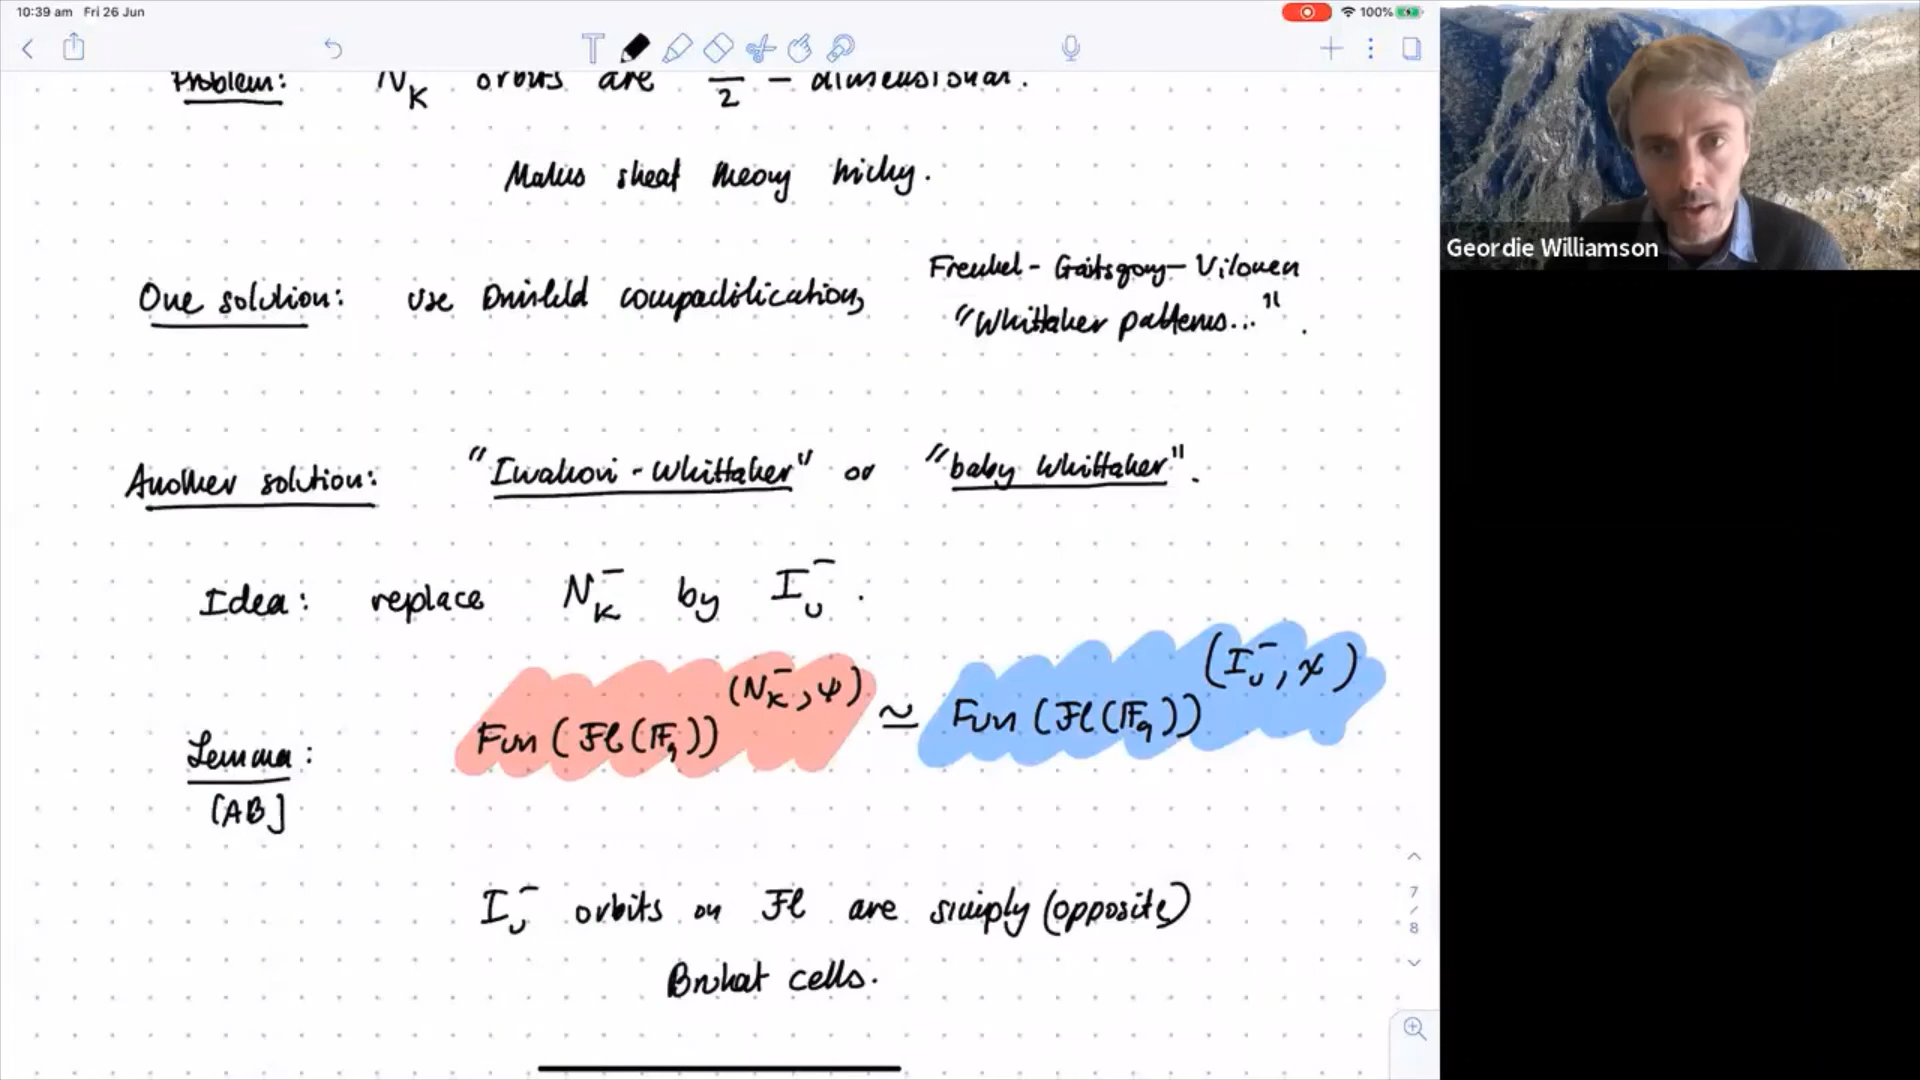 10:39 am Fri 26 Jun
100%
Problem: N_K orbits are ∞/2 - dimensional.
Makes sheaf theory tricky.
One solution: use Drinfeld compactification, Frenkel - Gaitsgory - Vilonen
"Whittaker patterns..." .
Another solution: "Iwahori - Whittaker" or "baby Whittaker".
Idea: replace N_K^- by I_u^- .
Lemma: Fun (Fl(F_q))^(N_K^-, ψ) ≃ Fun (Fl(F_q))^(I_u^-, χ)
[AB]
I_u^- orbits on Fl are simply (opposite)
Bruhat cells.
7 / 8
Geordie Williamson